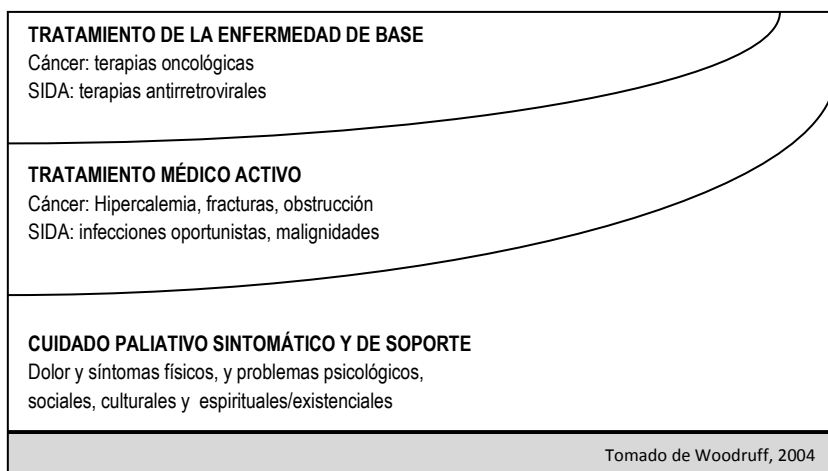 TRATAMIENTO DE LA ENFERMEDAD DE BASE
Cáncer: terapias oncológicas
SIDA: terapias antirretrovirales
TRATAMIENTO MÉDICO ACTIVO
Cáncer: Hipercalemia, fracturas, obstrucción
SIDA: infecciones oportunistas, malignidades
CUIDADO PALIATIVO SINTOMÁTICO Y DE SOPORTE
Dolor y síntomas físicos, y problemas psicológicos,
sociales, culturales y espirituales/existenciales
Tomado de Woodruff, 2004